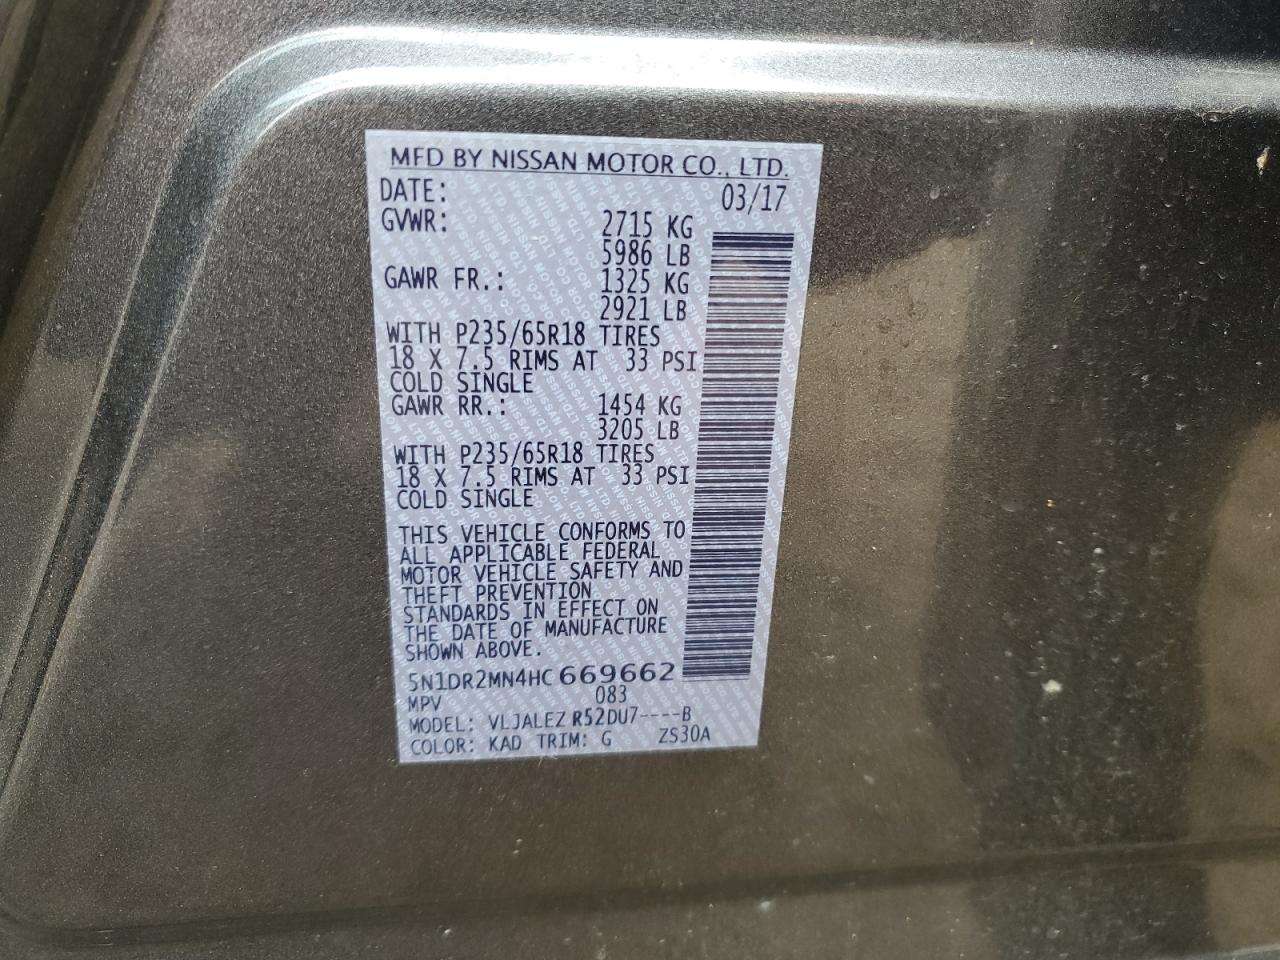 MFD BY NISSAN MOTOR CO., LTD.
DATE: 03/17
GVWR: 2715 KG
5986 LB
GAWR FR.: 1325 KG
2921 LB
WITH P235/65R18 TIRES
18 X 7.5 RIMS AT 33 PSI
COLD SINGLE
GAWR RR.: 1454 KG
3205 LB
WITH P235/65R18 TIRES
18 X 7.5 RIMS AT 33 PSI
COLD SINGLE
THIS VEHICLE CONFORMS TO
ALL APPLICABLE FEDERAL
MOTOR VEHICLE SAFETY AND
THEFT PREVENTION
STANDARDS IN EFFECT ON
THE DATE OF MANUFACTURE
SHOWN ABOVE.
5N1DR2MN4HC669662
MPV 083
MODEL: VLJALEZ R52DU7----B
COLOR: KAD TRIM: G ZS30A